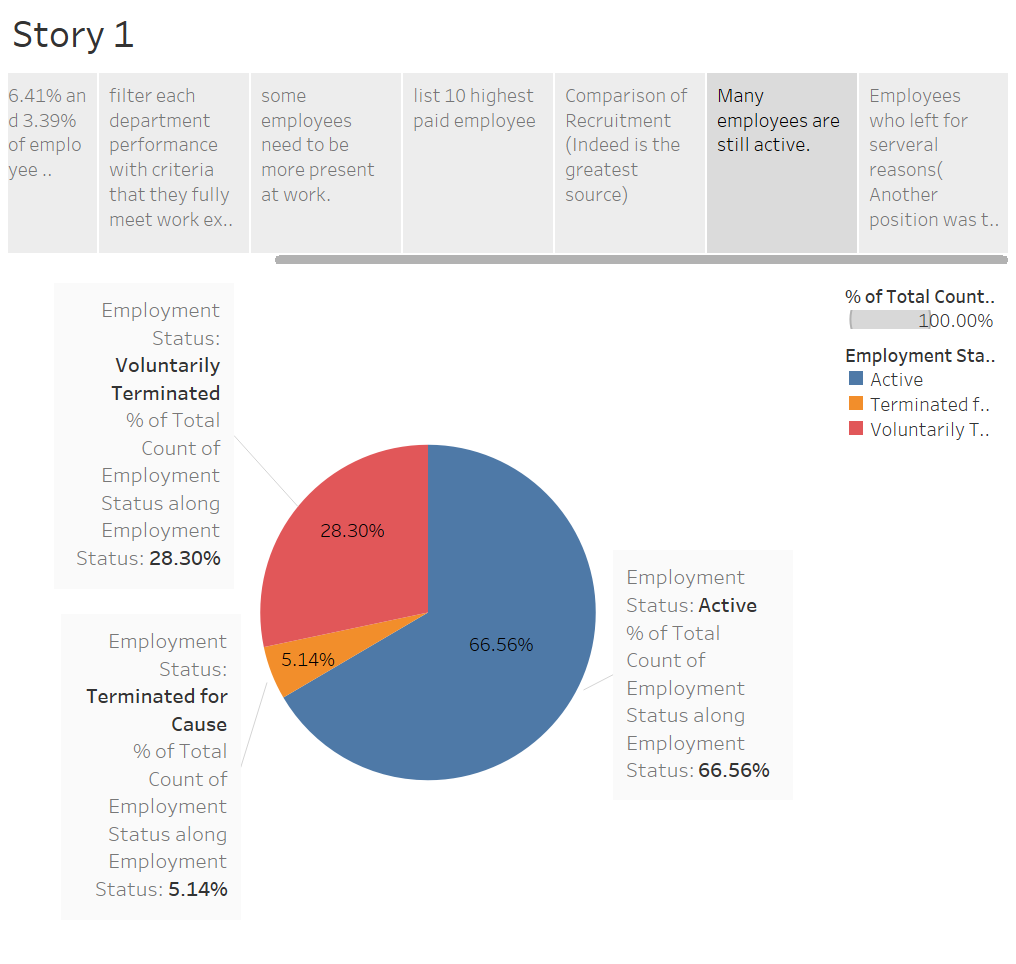 Story 1
6.41% an
d 3.39%
of emplo
yee ..
filter each
department
performance
with criteria
that they fully
meet work ex..
some
employees
need to be
more present
at work.
list 10 highest
paid employee
Comparison of
Recruitment
(Indeed is the
greatest
source)
Many
employees are
still active.
Employees
who left for
serveral
reasons(
Another
position was t..
% of Total Count..
100.00%
Employment Sta..
Active
Terminated f..
Voluntarily T..
Employment
Status:
Voluntarily
Terminated
% of Total
Count of
Employment
Status along
Employment
Status: 28.30%
28.30%
5.14%
66.56%
Employment
Status: Active
% of Total
Count of
Employment
Status along
Employment
Status: 66.56%
Employment
Status:
Terminated for
Cause
% of Total
Count of
Employment
Status along
Employment
Status: 5.14%